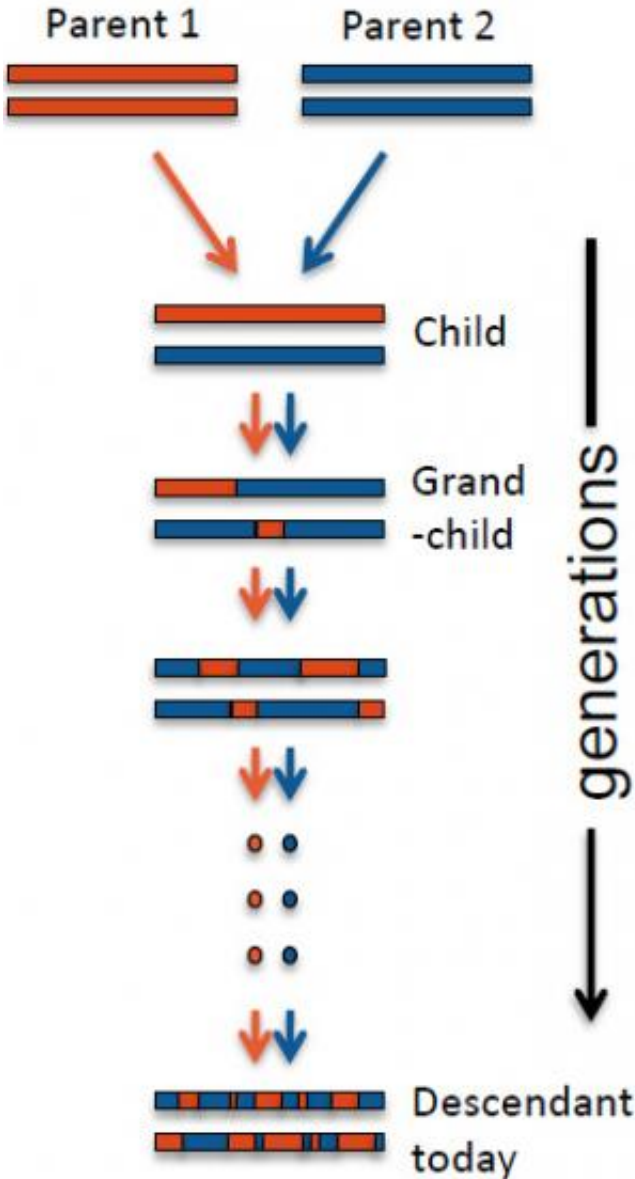 Parent 1
Parent 2
Child
Grand
-child
generations
Descendant
today